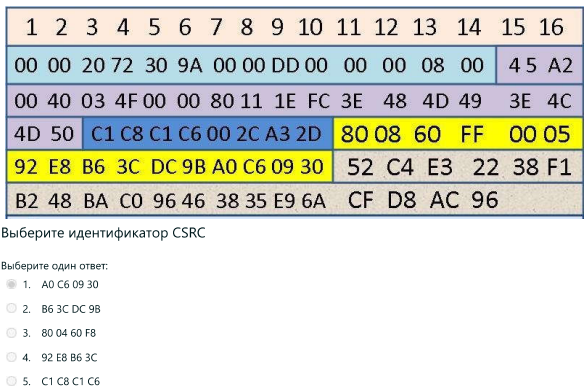 1 2 3 4 5 6 7 8 9 10 11 12 13 14 15 16
00 00 20 72 30 9A 00 00 DD 00 00 00 08 00 45 A2
00 40 03 4F 00 00 80 11 1E FC 3E 48 4D 49 3E 4C
4D 50 C1 C8 C1 C6 00 2C A3 2D 80 08 60 FF 00 05
92 E8 B6 3C DC 9B A0 C6 09 30 52 C4 E3 22 38 F1
B2 48 BA C0 96 46 38 35 E9 6A CF D8 AC 96
Выберите идентификатор CSRC
Выберите один ответ:
1. A0 C6 09 30
2. B6 3C DC 9B
3. 80 04 60 F8
4. 92 E8 B6 3C
5. C1 C8 C1 C6